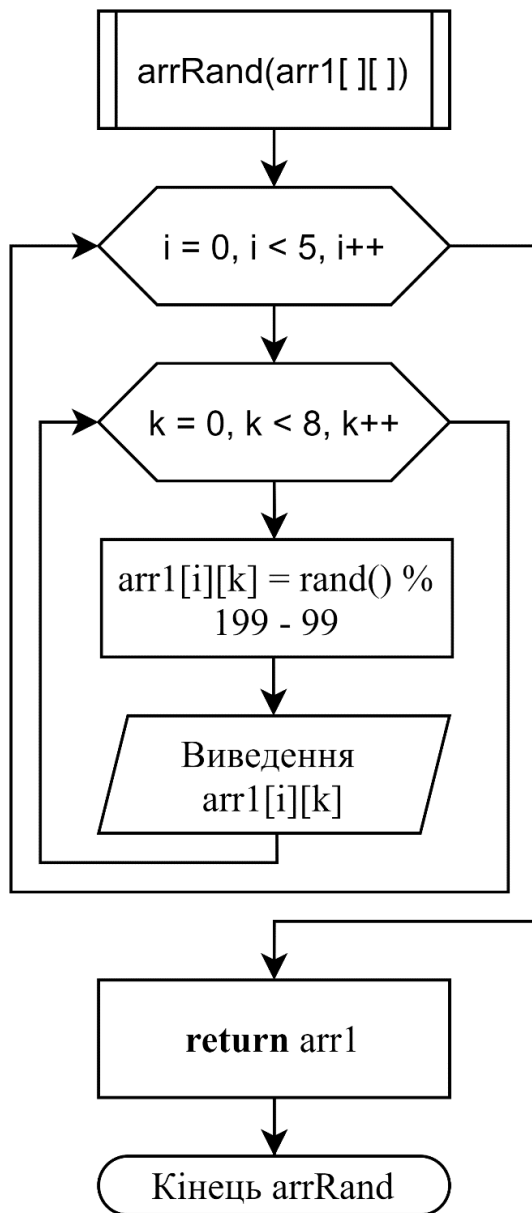 arrRand(arr1[ ][ ])
i = 0, i < 5, i++
k = 0, k < 8, k++
arr1[i][k] = rand() %
199 - 99
Виведення
arr1[i][k]
return arr1
Кінець arrRand